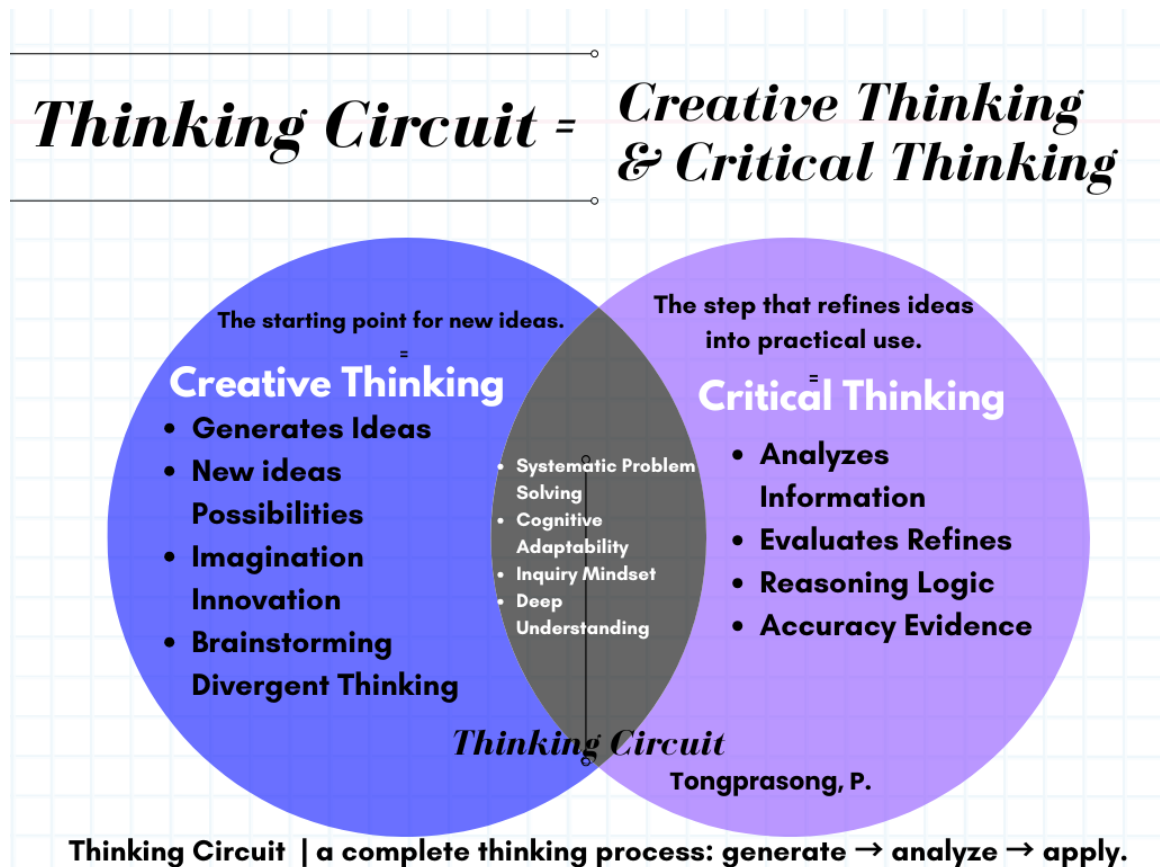 Thinking Circuit =
Creative Thinking
& Critical Thinking
The starting point for new ideas.
=
Creative Thinking
• Generates Ideas
• New ideas
Possibilities
• Imagination
Innovation
• Brainstorming
Divergent Thinking
• Systematic Problem
Solving
• Cognitive
Adaptability
• Inquiry Mindset
• Deep
Understanding
Thinking Circuit
The step that refines ideas
into practical use.
=
Critical Thinking
• Analyzes
Information
• Evaluates Refines
• Reasoning Logic
• Accuracy Evidence
Tongprasong, P.
Thinking Circuit | a complete thinking process: generate → analyze → apply.